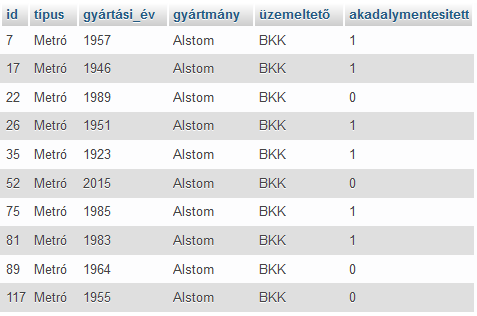 id típus gyártási_év gyártmány üzemeltető akadalymentesitett
7 Metró 1957 Alstom BKK 1
17 Metró 1946 Alstom BKK 1
22 Metró 1989 Alstom BKK 0
26 Metró 1951 Alstom BKK 1
35 Metró 1923 Alstom BKK 1
52 Metró 2015 Alstom BKK 0
75 Metró 1985 Alstom BKK 1
81 Metró 1983 Alstom BKK 1
89 Metró 1964 Alstom BKK 0
117 Metró 1955 Alstom BKK 0